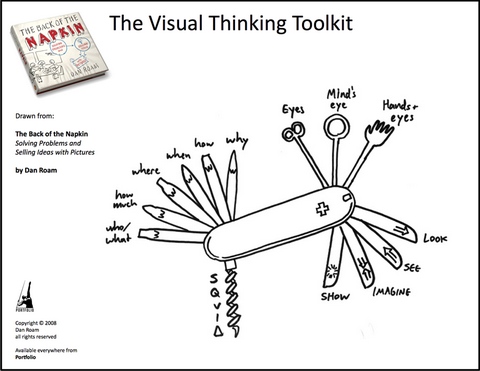 The Visual Thinking Toolkit
THE BACK OF THE
NAPKIN
DAN ROAM
Drawn from:
The Back of the Napkin
Solving Problems and
Selling Ideas with Pictures
by Dan Roam
Eyes
Mind's
eye
Hands +
eyes
why
how
when
where
how
much
who/
what
W
W
H
W
3
3
S
Q
V
I
Δ
LOOK
SEE
IMAGINE
SHOW
PORTFOLIO
Copyright © 2008
Dan Roam
all rights reserved
Available everywhere from
Portfolio